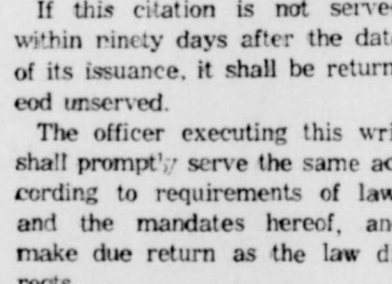 If this citation is not serve
within ninety days after the dat
of its issuance, it shall be return
eod unserved.
The officer executing this wri
shall promptly serve the same ac
cording to requirements of law
and the mandates hereof, an
make due return as the law d
rects